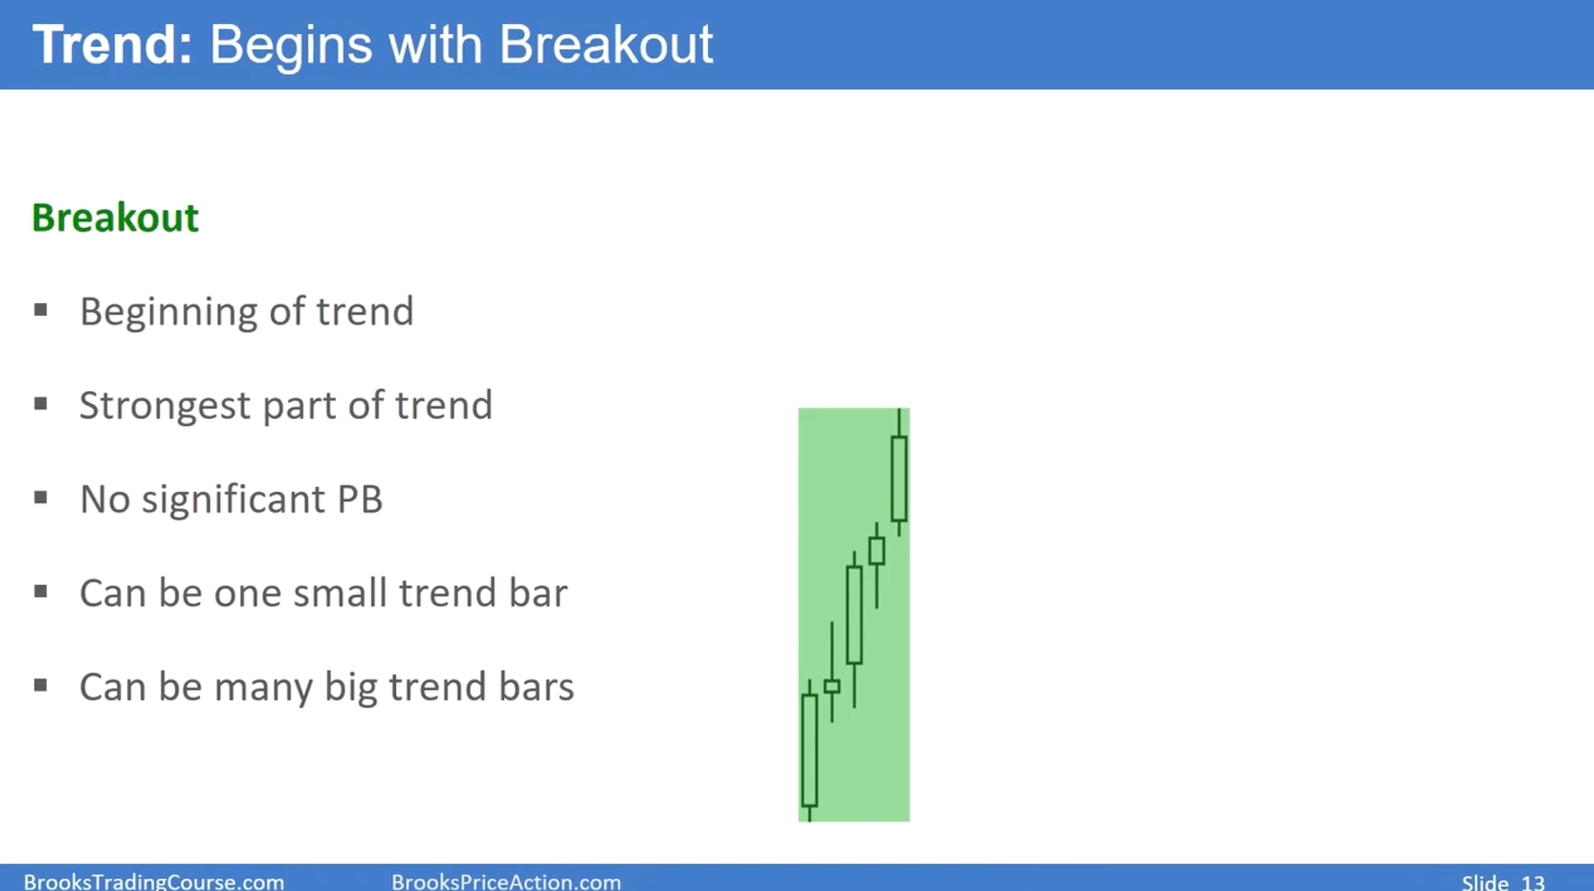 Trend: Begins with Breakout
Breakout
▪ Beginning of trend
▪ Strongest part of trend
▪ No significant PB
▪ Can be one small trend bar
▪ Can be many big trend bars
BrooksTradingCourse.com BrooksPriceAction.com Slide 13